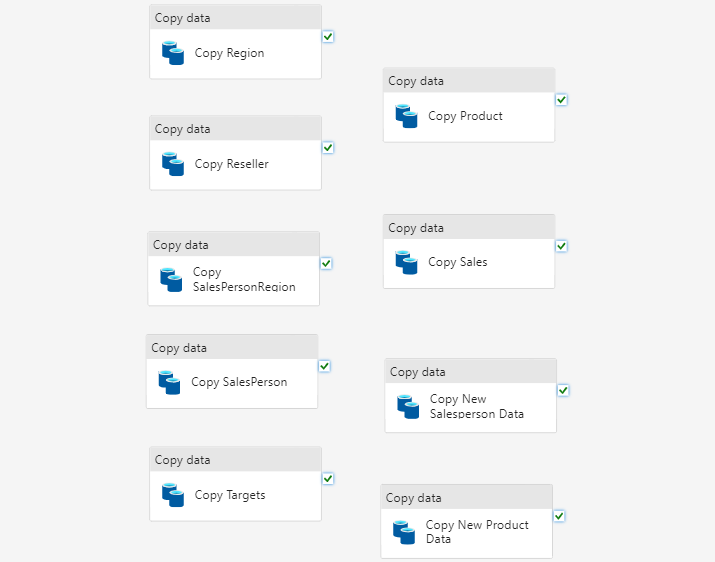 Copy data
Copy Region
Copy data
Copy Product
Copy data
Copy Reseller
Copy data
Copy Sales
Copy data
Copy
SalesPersonRegion
Copy data
Copy SalesPerson
Copy data
Copy New
Salesperson Data
Copy data
Copy Targets
Copy data
Copy New Product
Data